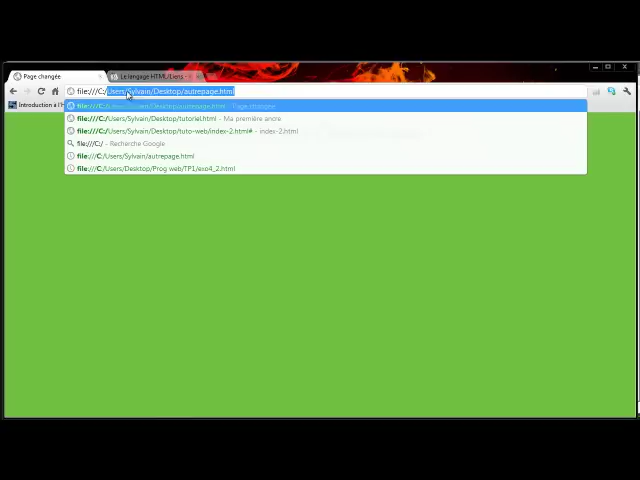 Page changée
Le langage HTML/Liens -
file:///C:/Users/Sylvain/Desktop/autrepage.html
Introduction à l'H
file:///C:/Users/Sylvain/Desktop/autrepage.html - Page changée
file:///C:/Users/Sylvain/Desktop/tutoriel.html - Ma première ancre
file:///C:/Users/Sylvain/Desktop/tuto-web/index-2.html# - index-2.html
file:///C:/ - Recherche Google
file:///C:/Users/Sylvain/autrepage.html
file:///C:/Users/Desktop/Prog web/TP1/exo4_2.html